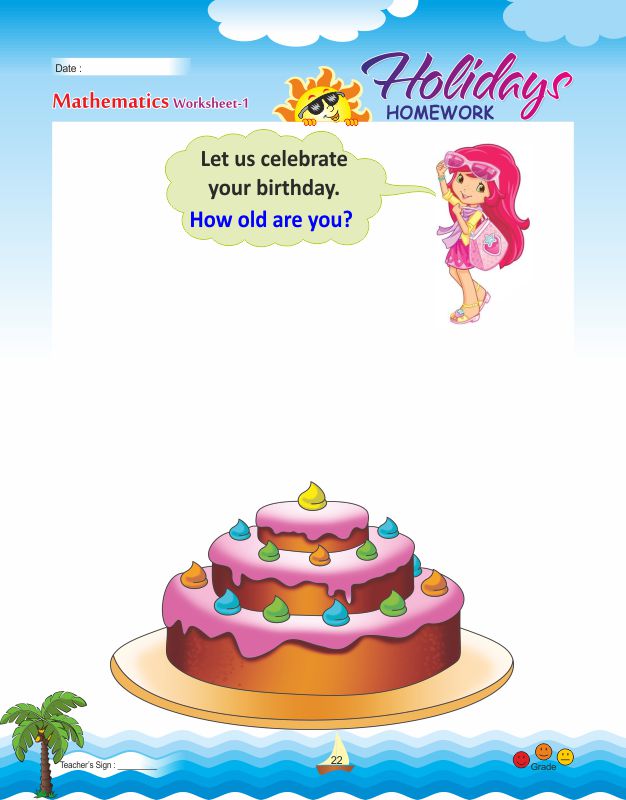 Date :
Mathematics Worksheet-1
Holidays
HOMEWORK
Let us celebrate
your birthday.
How old are you?
Teacher's Sign : ________
22
Grade